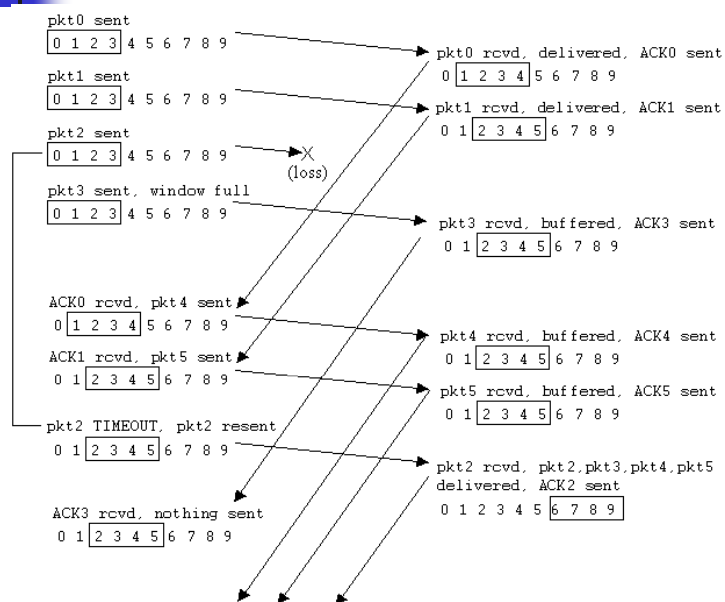 pkt0 sent
0 1 2 3 4 5 6 7 8 9
pkt1 sent
0 1 2 3 4 5 6 7 8 9
pkt2 sent
0 1 2 3 4 5 6 7 8 9
X
(loss)
pkt3 sent, window full
0 1 2 3 4 5 6 7 8 9
ACK0 rcvd, pkt4 sent
0 1 2 3 4 5 6 7 8 9
ACK1 rcvd, pkt5 sent
0 1 2 3 4 5 6 7 8 9
pkt2 TIMEOUT, pkt2 resent
0 1 2 3 4 5 6 7 8 9
ACK3 rcvd, nothing sent
0 1 2 3 4 5 6 7 8 9
pkt0 rcvd, delivered, ACK0 sent
0 1 2 3 4 5 6 7 8 9
pkt1 rcvd, delivered, ACK1 sent
0 1 2 3 4 5 6 7 8 9
pkt3 rcvd, buffered, ACK3 sent
0 1 2 3 4 5 6 7 8 9
pkt4 rcvd, buffered, ACK4 sent
0 1 2 3 4 5 6 7 8 9
pkt5 rcvd, buffered, ACK5 sent
0 1 2 3 4 5 6 7 8 9
pkt2 rcvd, pkt2,pkt3,pkt4,pkt5
delivered, ACK2 sent
0 1 2 3 4 5 6 7 8 9